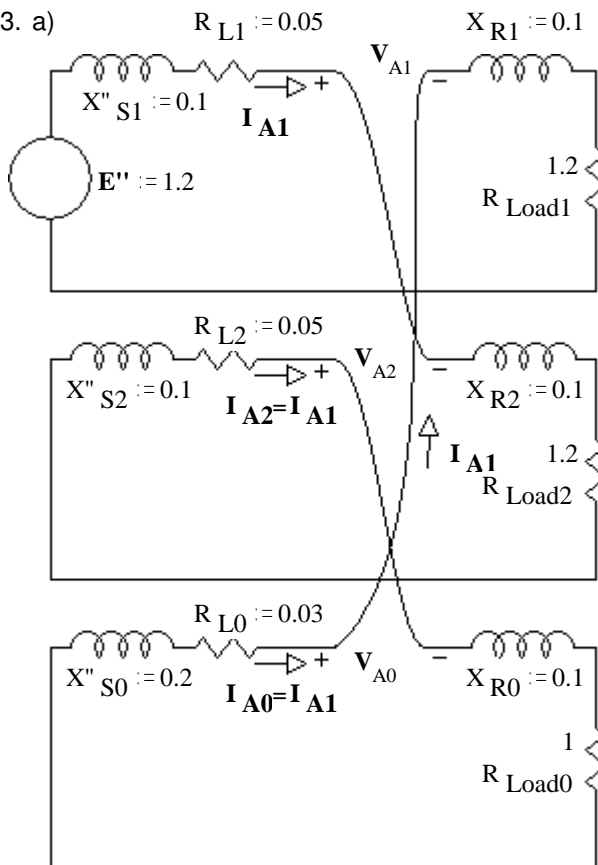 3. a)
R L1 := 0.05
V A1
X R1 := 0.1
X" S1 := 0.1
I A1
E" := 1.2
1.2
R Load1
R L2 := 0.05
V A2
X" S2 := 0.1
I A2=I A1
X R2 := 0.1
I A1
1.2
R Load2
R L0 := 0.03
V A0
X" S0 := 0.2
I A0=I A1
X R0 := 0.1
1
R Load0
+
−
+
−
+
−